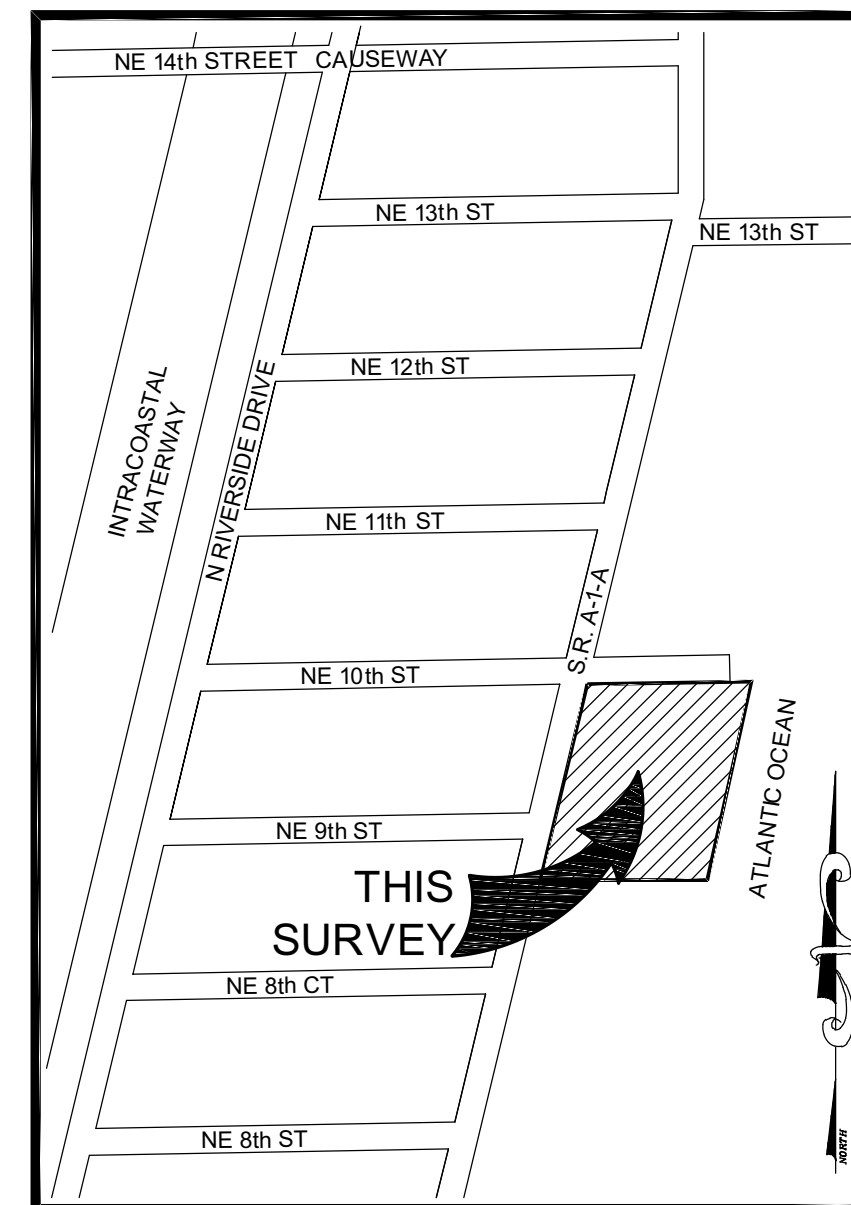 NE 14th STREET CAUSEWAY
NE 13th ST
NE 13th ST
NE 12th ST
INTRACOASTAL
WATERWAY
N RIVERSIDE DRIVE
NE 11th ST
S.R. A-1-A
NE 10th ST
ATLANTIC OCEAN
NE 9th ST
THIS
SURVEY
NE 8th CT
NE 8th ST
NORTH